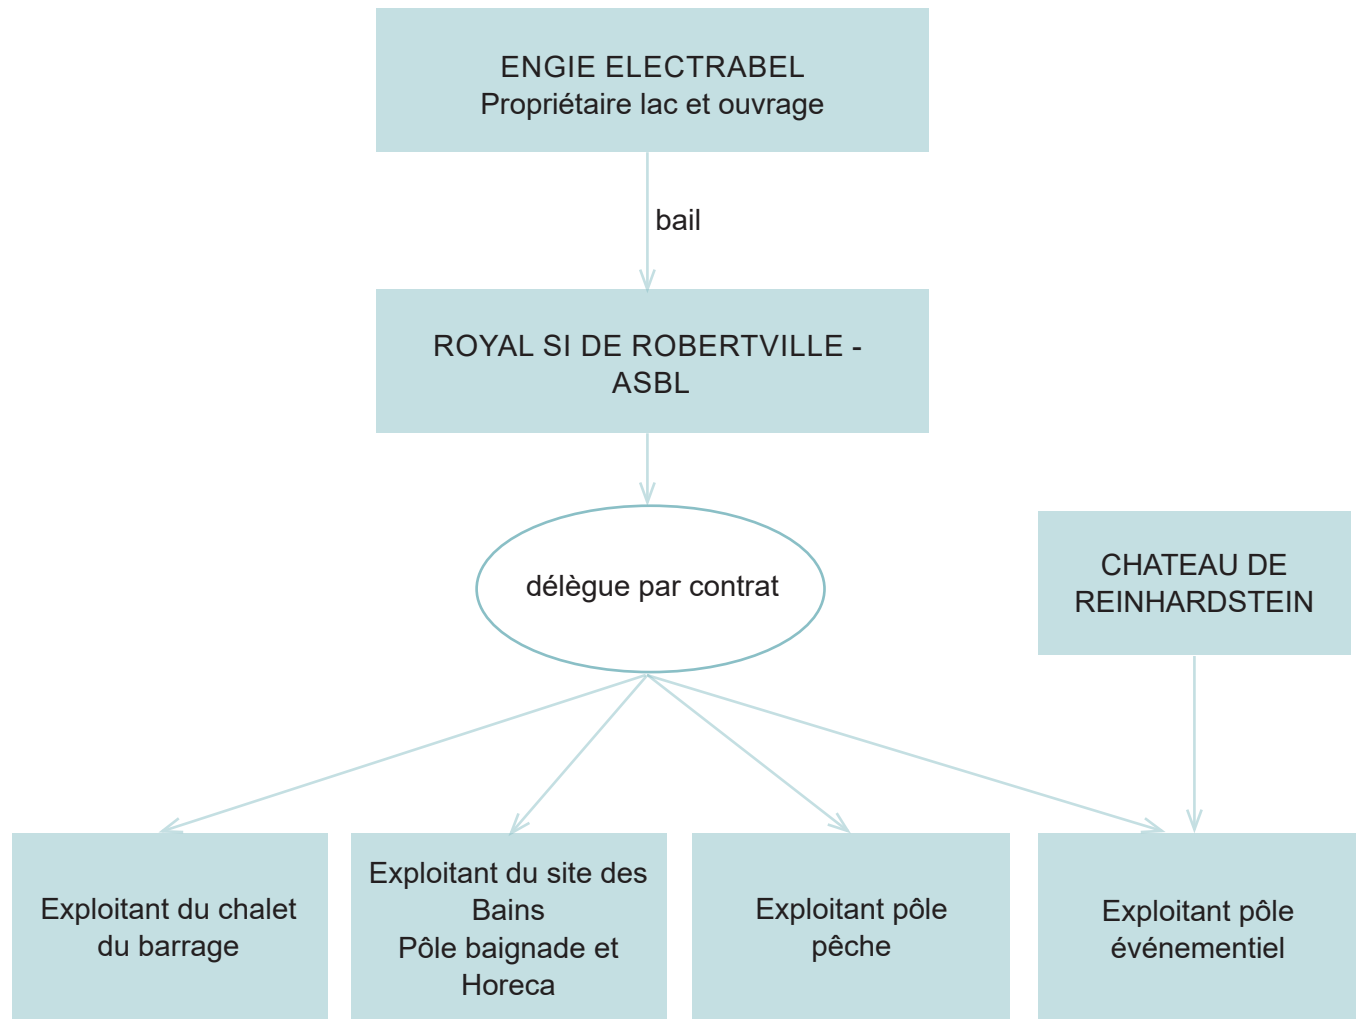 ENGIE ELECTRABEL
Propriétaire lac et ouvrage
bail
ROYAL SI DE ROBERTVILLE -
ASBL
délègue par contrat
CHATEAU DE
REINHARDSTEIN
Exploitant du chalet
du barrage
Exploitant du site des
Bains
Pôle baignade et
Horeca
Exploitant pôle
pêche
Exploitant pôle
événementiel